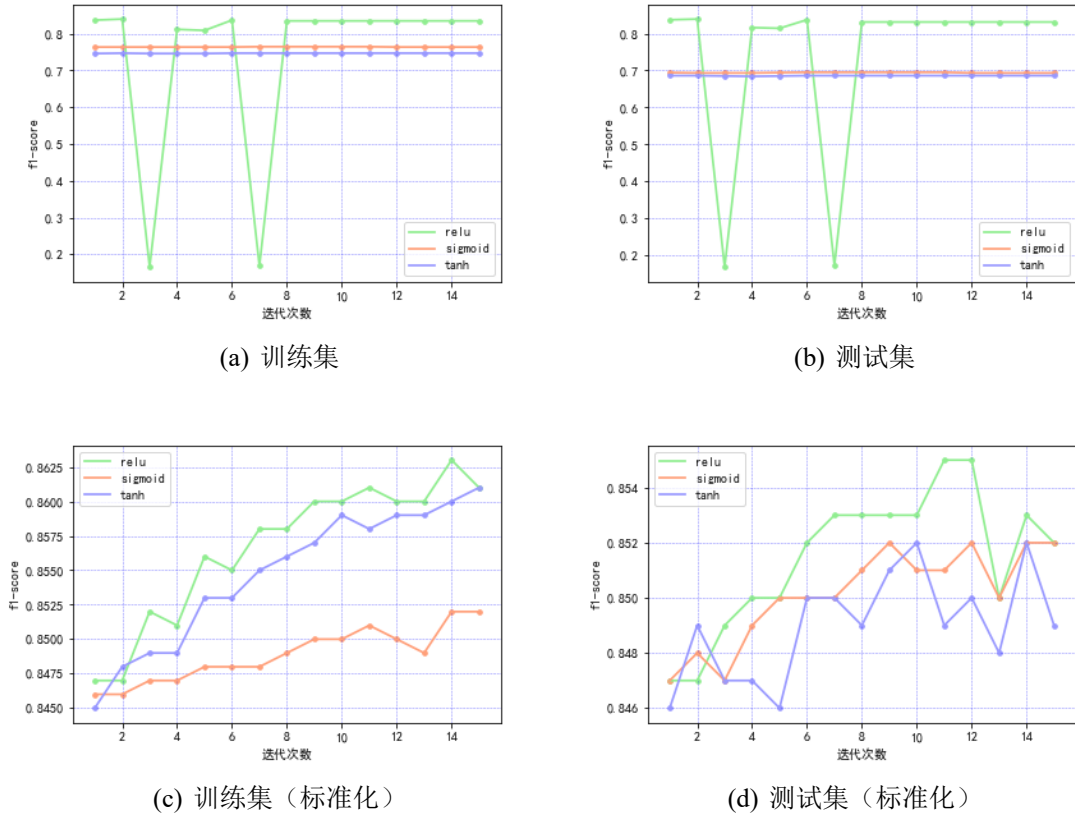 f1-score
0.8
0.7
0.6
0.5
0.4
0.3
0.2
relu
sigmoid
tanh
2
4
6
8
10
12
14
迭代次数
(a) 训练集
f1-score
0.8
0.7
0.6
0.5
0.4
0.3
0.2
relu
sigmoid
tanh
2
4
6
8
10
12
14
迭代次数
(b) 测试集
f1-score
0.8625
0.8600
0.8575
0.8550
0.8525
0.8500
0.8475
0.8450
relu
sigmoid
tanh
2
4
6
8
10
12
14
迭代次数
(c) 训练集（标准化）
f1-score
0.854
0.852
0.850
0.848
0.846
relu
sigmoid
tanh
2
4
6
8
10
12
14
迭代次数
(d) 测试集（标准化）